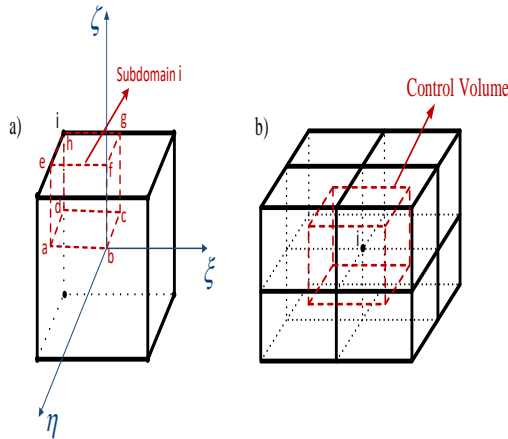 ζ
Subdomain i
a)
i
g
h
e
f
d
c
a
b
ξ
η
Control Volume
b)
i